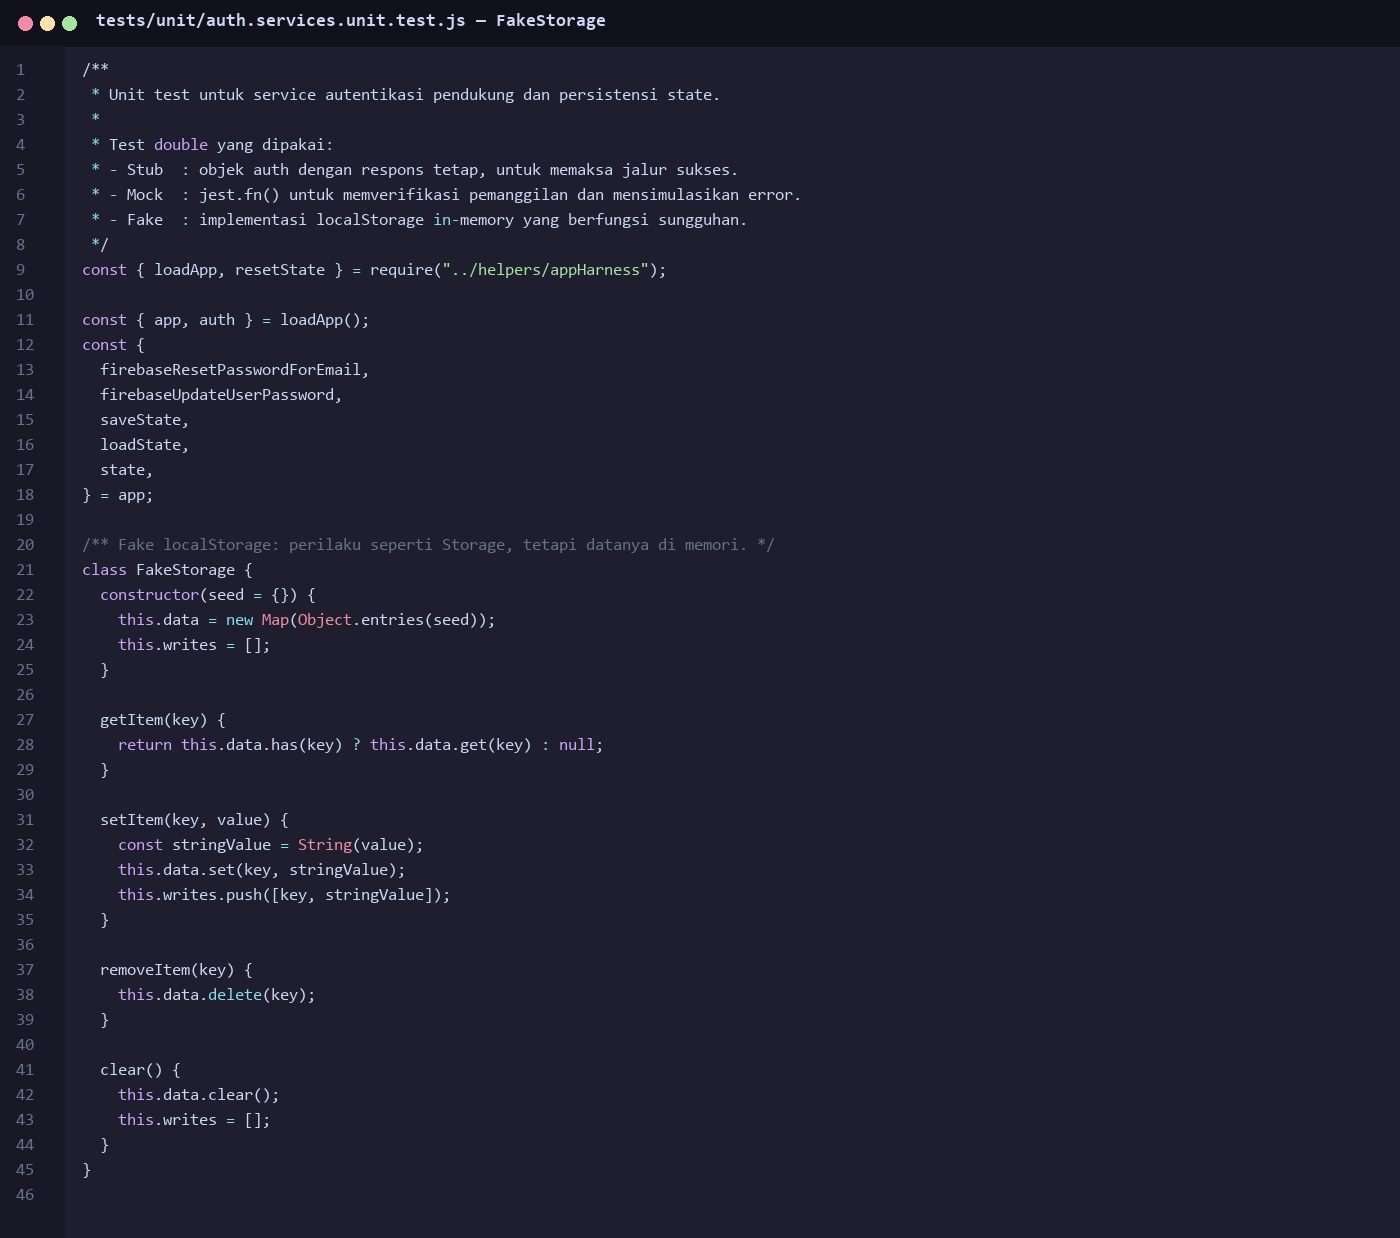 tests/unit/auth.services.unit.test.js — FakeStorage
1 /**
2  * Unit test untuk service autentikasi pendukung dan persistensi state.
3  *
4  * Test double yang dipakai:
5  * - Stub  : objek auth dengan respons tetap, untuk memaksa jalur sukses.
6  * - Mock  : jest.fn() untuk memverifikasi pemanggilan dan mensimulasikan error.
7  * - Fake  : implementasi localStorage in-memory yang berfungsi sungguhan.
8  */
9 const { loadApp, resetState } = require("../helpers/appHarness");
10
11 const { app, auth } = loadApp();
12 const {
13   firebaseResetPasswordForEmail,
14   firebaseUpdateUserPassword,
15   saveState,
16   loadState,
17   state,
18 } = app;
19
20 /** Fake localStorage: perilaku seperti Storage, tetapi datanya di memori. */
21 class FakeStorage {
22   constructor(seed = {}) {
23     this.data = new Map(Object.entries(seed));
24     this.writes = [];
25   }
26
27   getItem(key) {
28     return this.data.has(key) ? this.data.get(key) : null;
29   }
30
31   setItem(key, value) {
32     const stringValue = String(value);
33     this.data.set(key, stringValue);
34     this.writes.push([key, stringValue]);
35   }
36
37   removeItem(key) {
38     this.data.delete(key);
39   }
40
41   clear() {
42     this.data.clear();
43     this.writes = [];
44   }
45 }
46